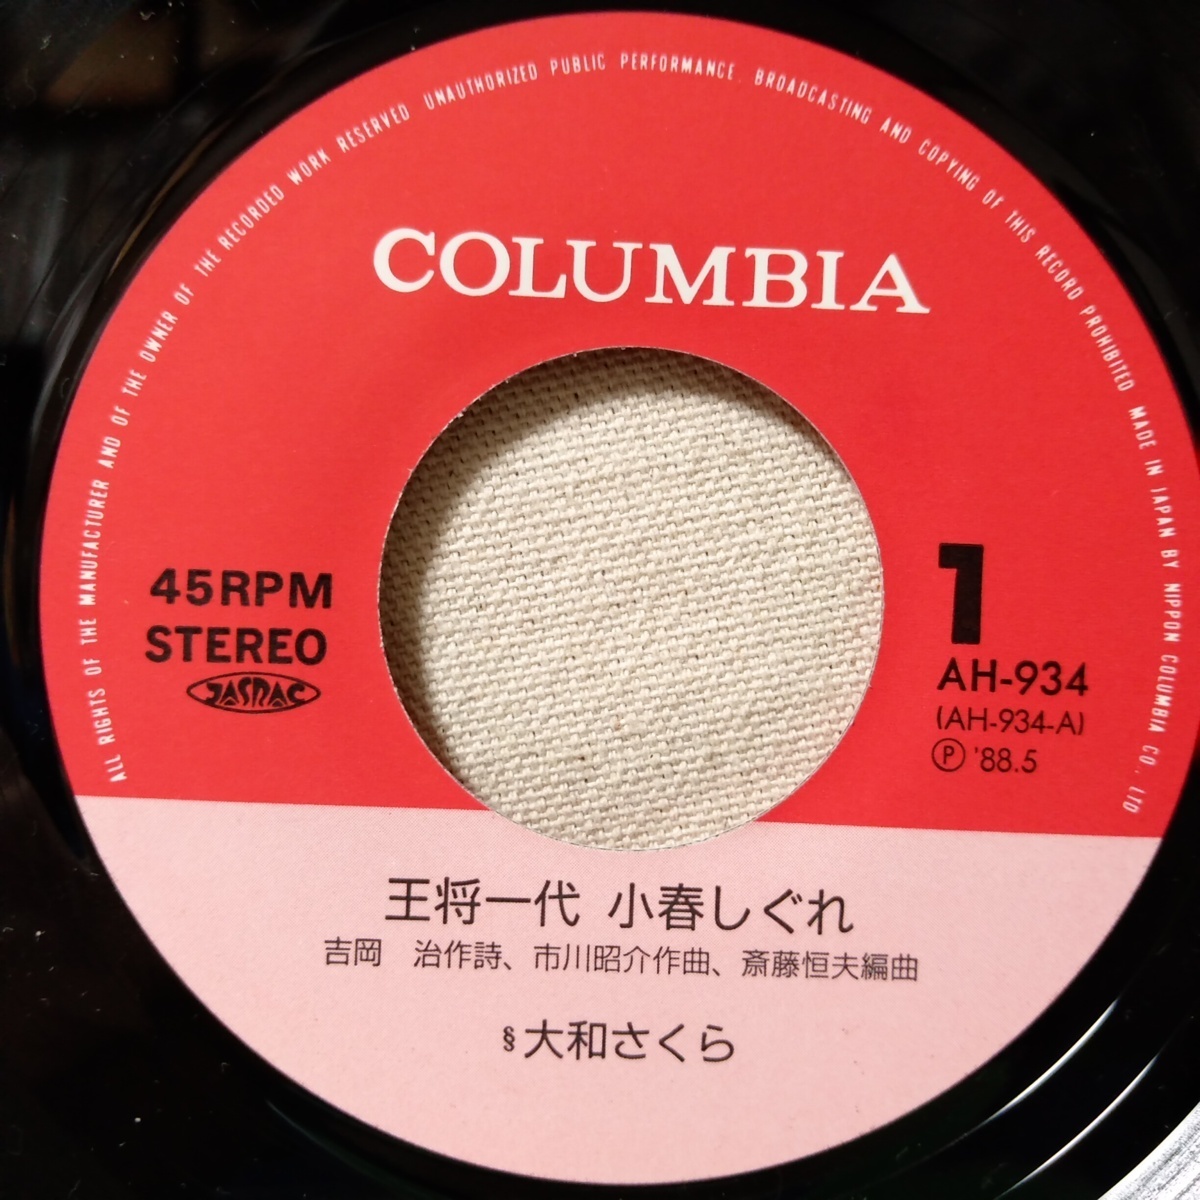 ALL RIGHTS OF THE MANUFACTURER AND OF THE OWNER OF THE RECORDED WORK RESERVED UNAUTHORIZED PUBLIC PERFORMANCE. BROADCASTING AND COPYING OF THIS RECORD PROHIBITED MADE IN JAPAN BY NIPPON COLUMBIA CO., LTD
COLUMBIA
45RPM
STEREO
JASRAC
1
AH-934
(AH-934-A)
Ⓟ '88.5
王将一代 小春しぐれ
吉岡　治作詩、市川昭介作曲、斎藤恒夫編曲
§大和さくら